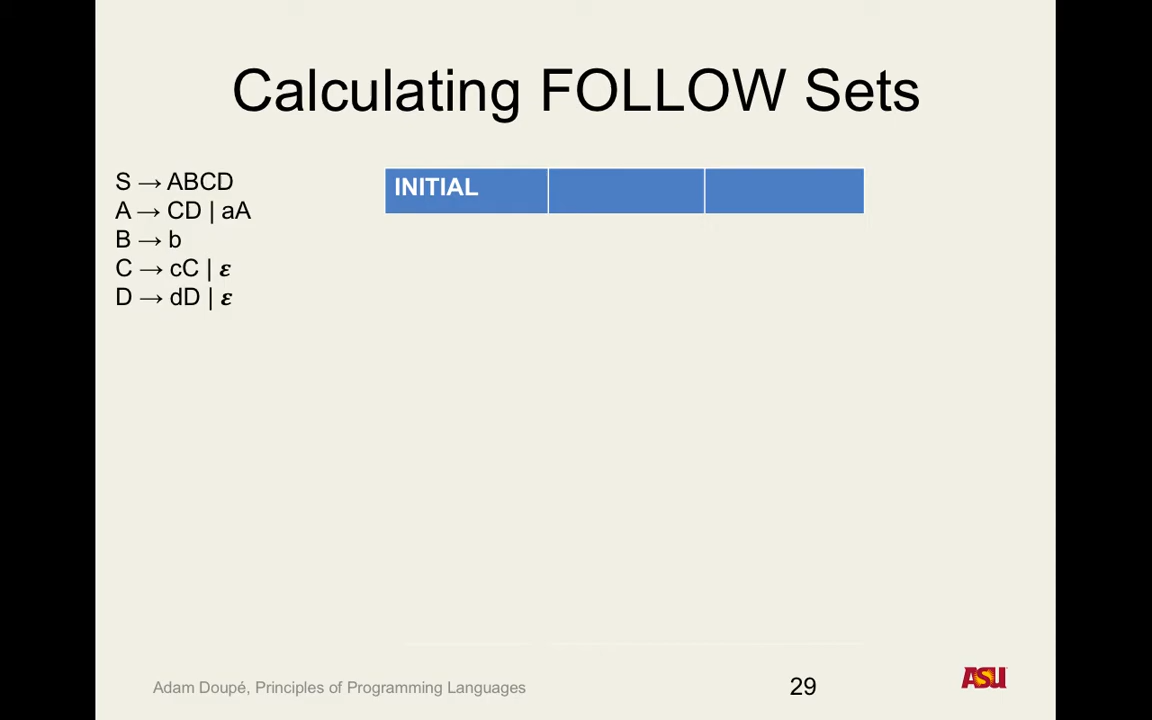 Calculating FOLLOW Sets
S → ABCD
A → CD | aA
B → b
C → cC | ε
D → dD | ε
INITIAL
Adam Doupé, Principles of Programming Languages
29
ASU